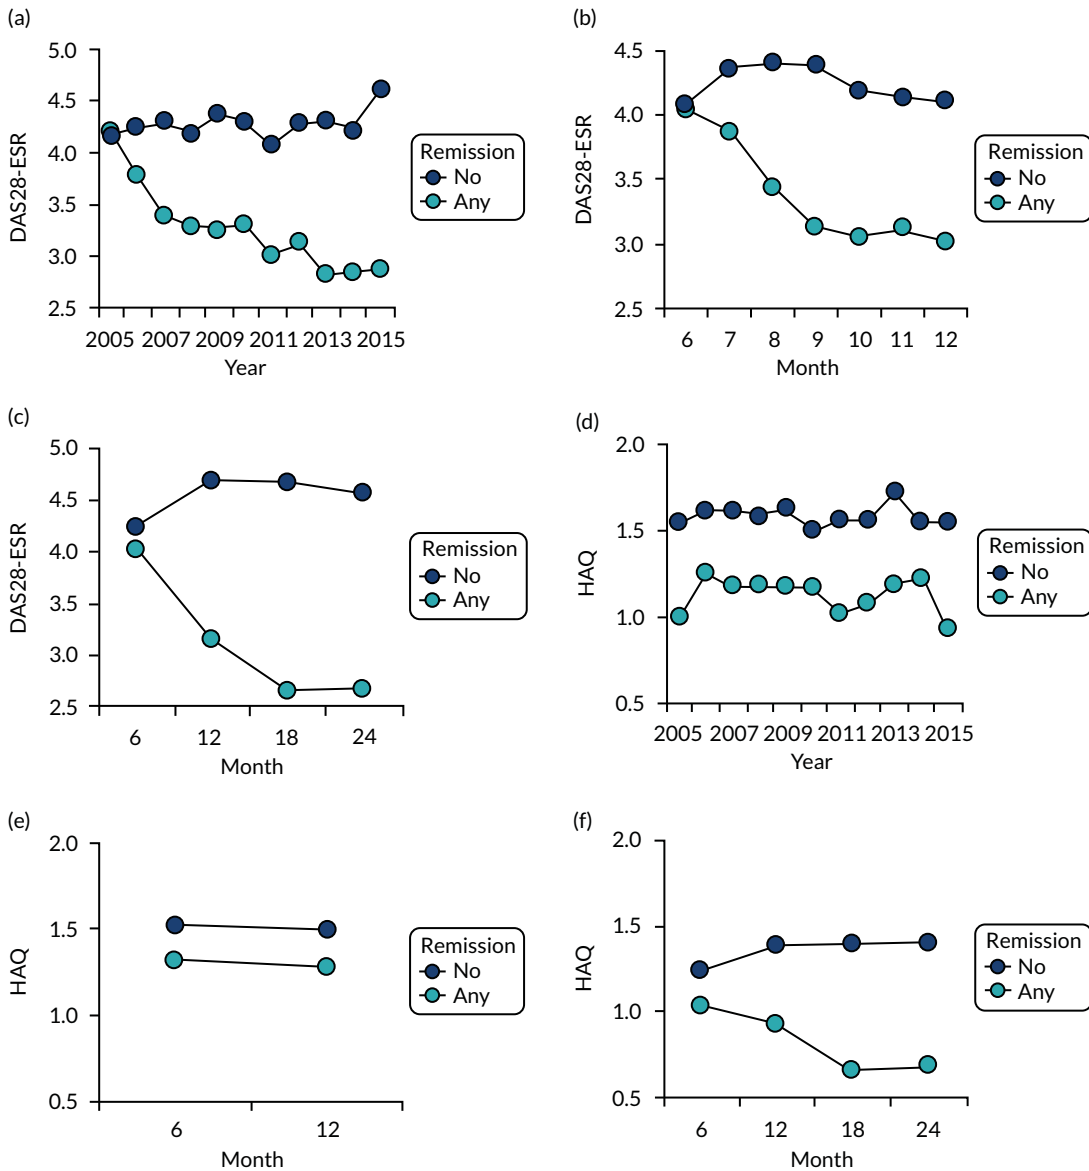 (a)
5.0
4.5
4.0
3.5
3.0
2.5
DAS28-ESR
2005 2007 2009 2011 2013 2015
Year
Remission
No
Any
(b)
4.5
4.0
3.5
3.0
2.5
DAS28-ESR
6 7 8 9 10 11 12
Month
Remission
No
Any
(c)
5.0
4.5
4.0
3.5
3.0
2.5
DAS28-ESR
6 12 18 24
Month
Remission
No
Any
(d)
2.0
1.5
1.0
0.5
HAQ
2005 2007 2009 2011 2013 2015
Year
Remission
No
Any
(e)
2.0
1.5
1.0
0.5
HAQ
6 12
Month
Remission
No
Any
(f)
2.0
1.5
1.0
0.5
HAQ
6 12 18 24
Month
Remission
No
Any